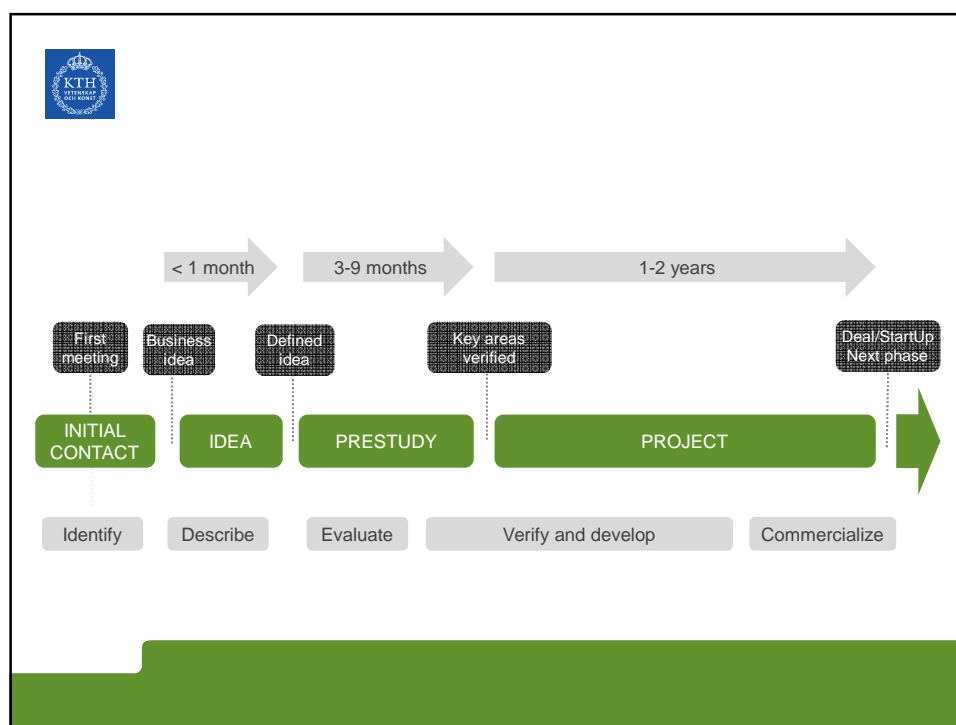 KTH
VETENSKAP
OCH KONST
< 1 month
3-9 months
1-2 years
First
meeting
Business
idea
Defined
idea
Key areas
verified
Deal/StartUp
Next phase
INITIAL
CONTACT
IDEA
PRESTUDY
PROJECT
Identify
Describe
Evaluate
Verify and develop
Commercialize